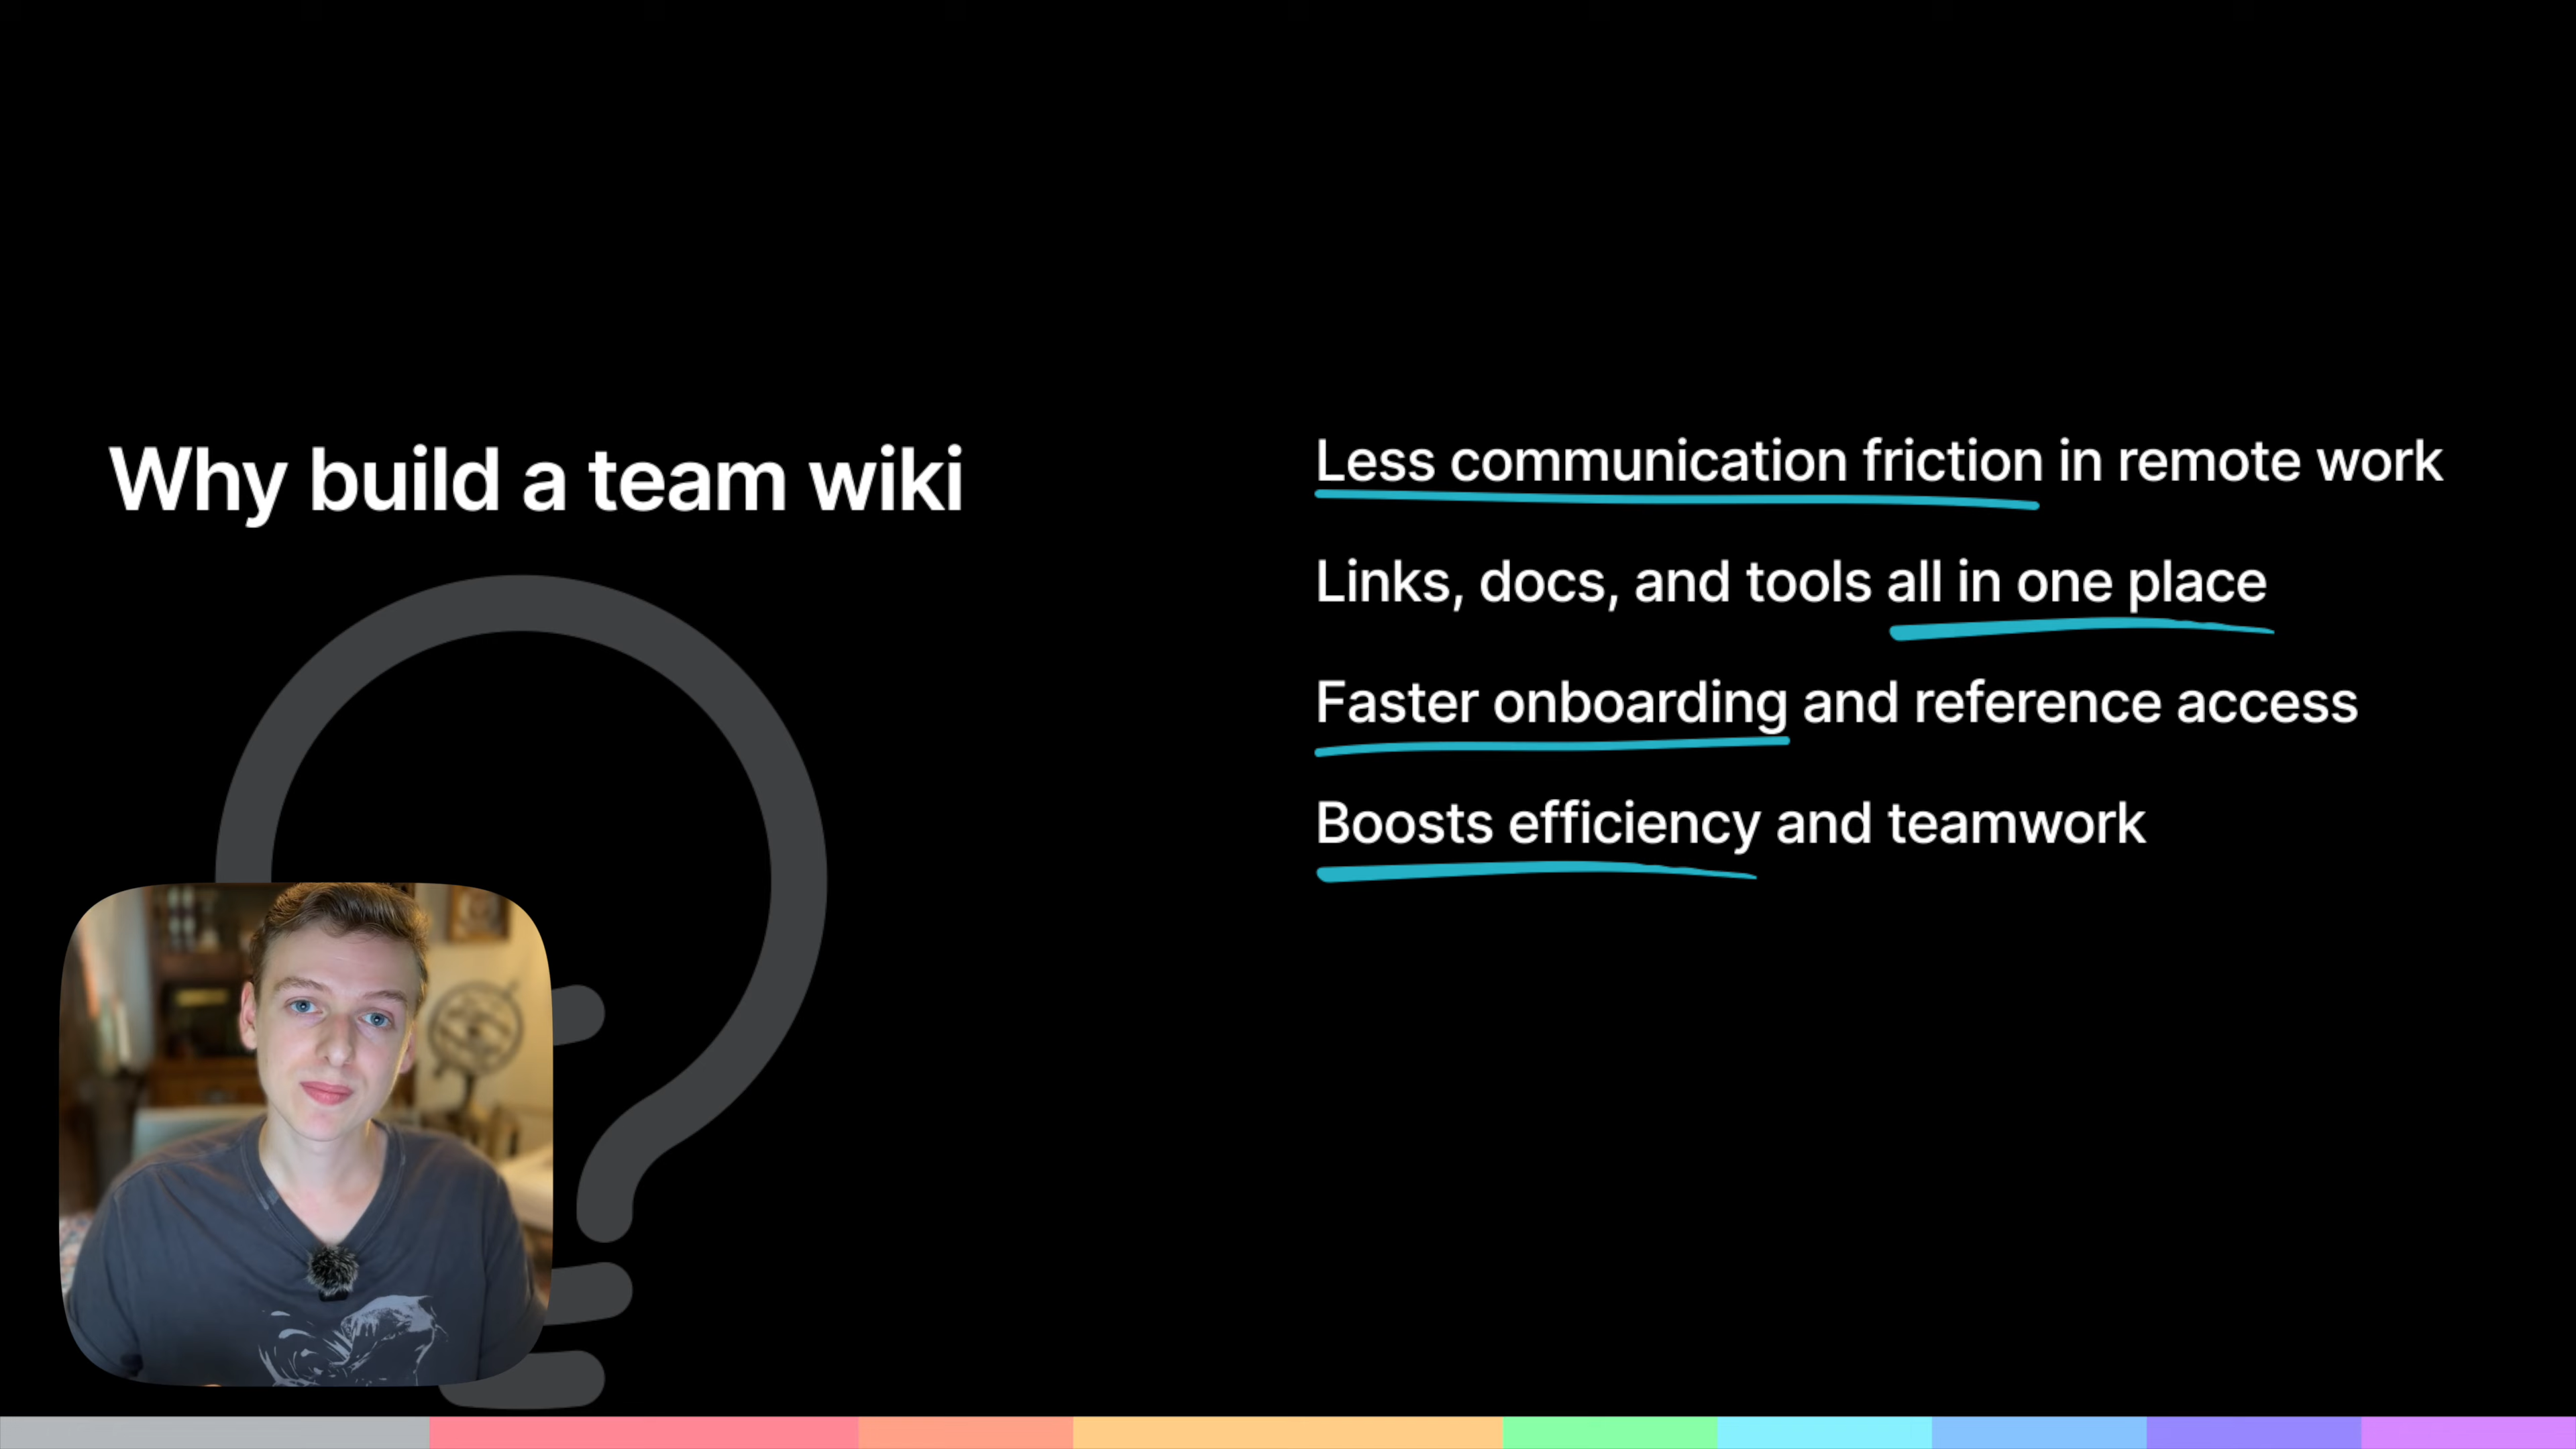 Why build a team wiki
Less communication friction in remote work
Links, docs, and tools all in one place
Faster onboarding and reference access
Boosts efficiency and teamwork